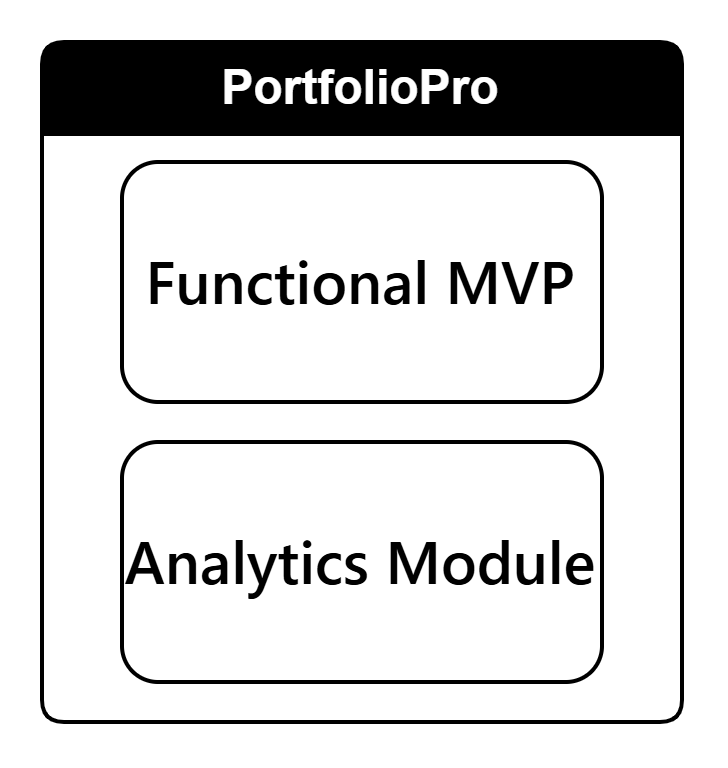 PortfolioPro
Functional MVP
Analytics Module